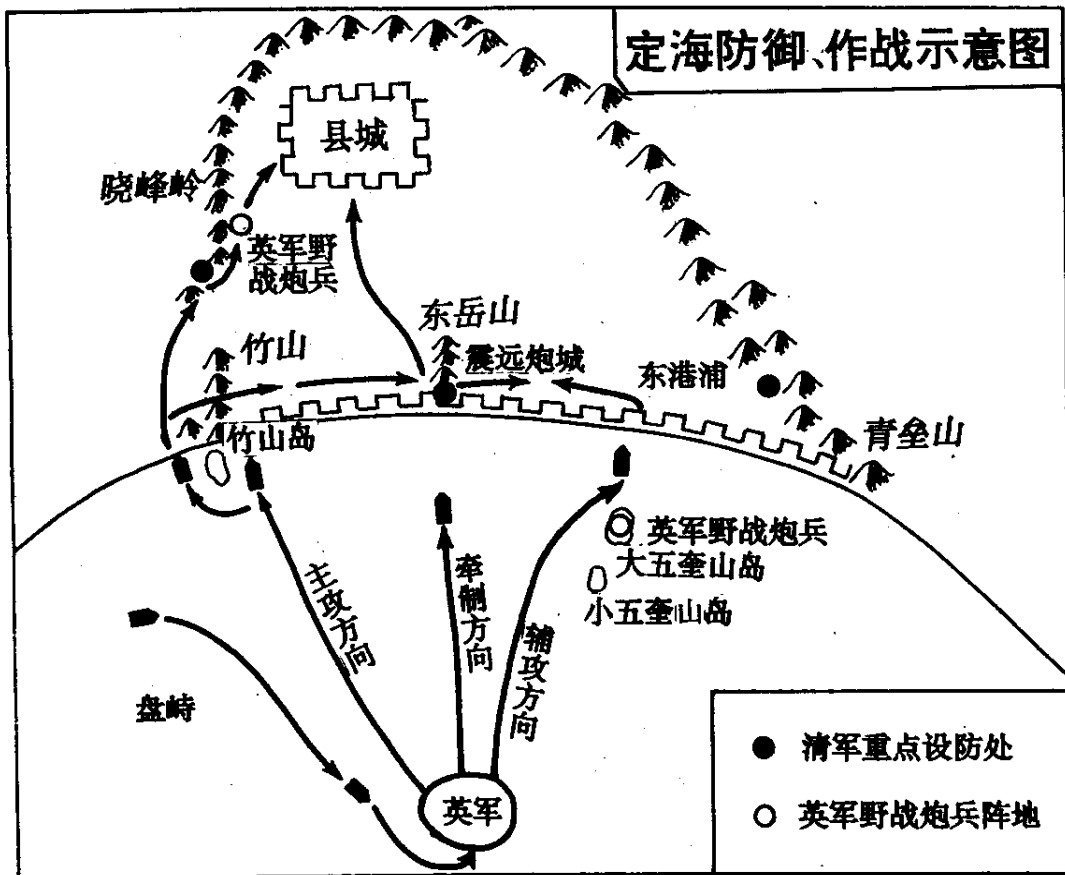 定海防御、作战示意图
县城
晓峰岭
英军野
战炮兵
东岳山
竹山
震远炮城
东港浦
青垒山
竹山岛
英军野战炮兵
大五奎山岛
小五奎山岛
主攻方向
牵制方向
辅攻方向
盘峙
英军
清军重点设防处
英军野战炮兵阵地